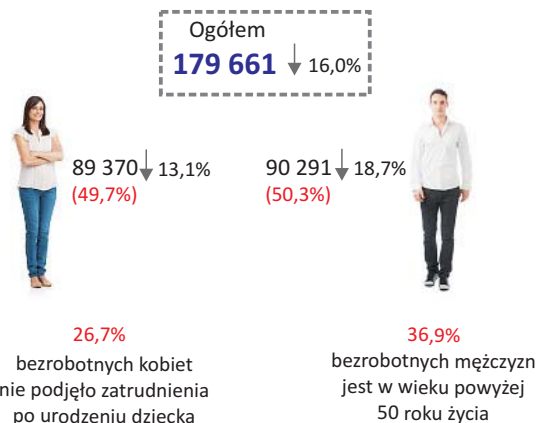 Ogółem
179 661 ↓ 16,0%
89 370 ↓ 13,1%
(49,7%)
90 291 ↓ 18,7%
(50,3%)
26,7%
bezrobotnych kobiet
nie podjęło zatrudnienia
po urodzeniu dziecka
36,9%
bezrobotnych mężczyzn
jest w wieku powyżej
50 roku życia